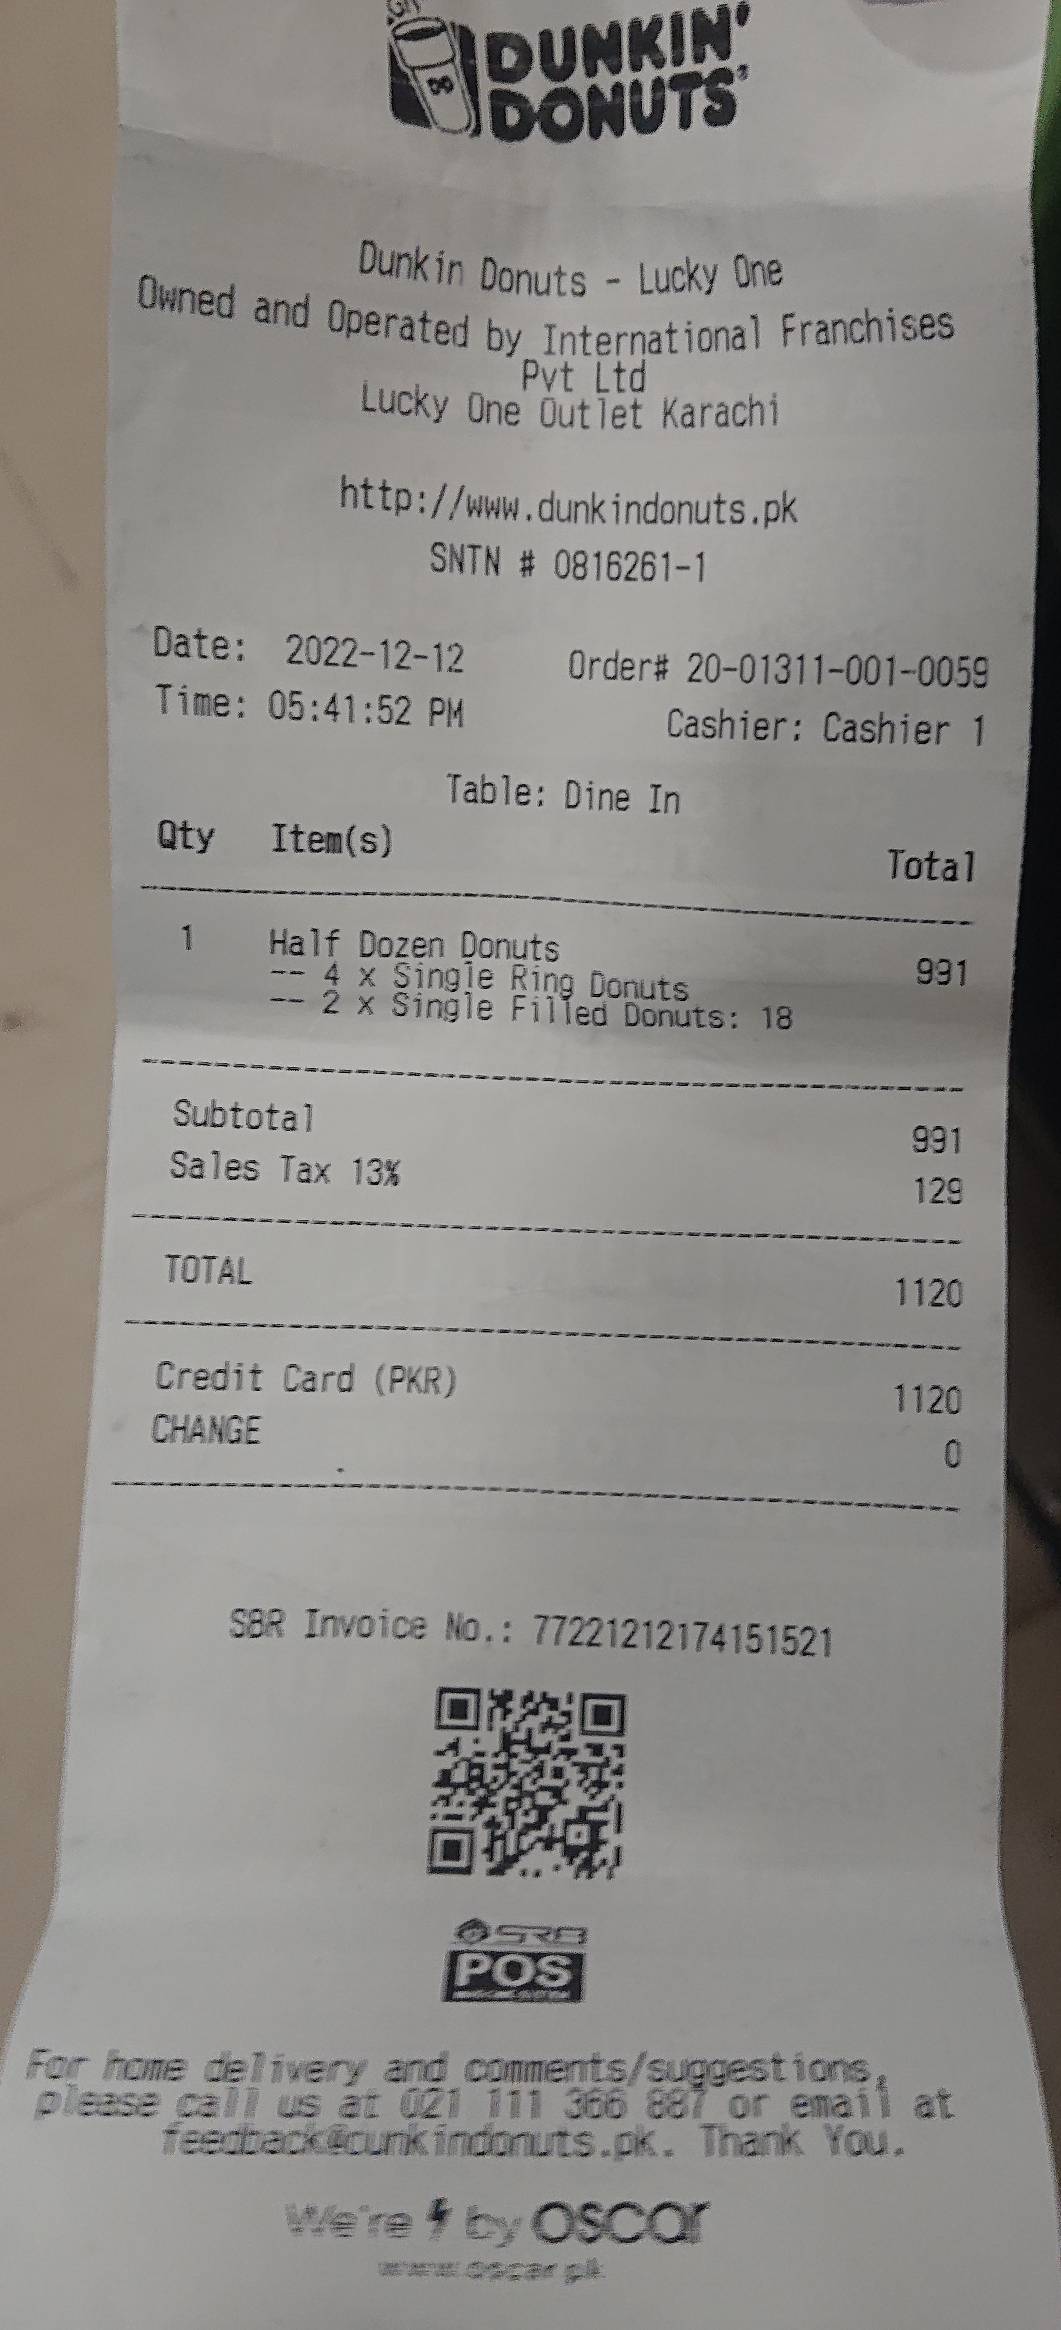 DUNKIN'
DONUTS
Dunkin Donuts - Lucky One
Owned and Operated by International Franchises
Pvt Ltd
Lucky One Outlet Karachi
http://www.dunkindonuts.pk
SNTN # 0816261-1
Date: 2022-12-12 Order# 20-01311-001-0059
Time: 05:41:52 PM Cashier: Cashier 1
Table: Dine In
Qty Item(s) Total
1 Half Dozen Donuts 991
-- 4 x Single Ring Donuts
-- 2 x Single Filled Donuts: 18
Subtotal 991
Sales Tax 13% 129
TOTAL 1120
Credit Card (PKR) 1120
CHANGE 0
SBR Invoice No.: 77221212174151521
SRB
POS
For home delivery and comments/suggestions,
please call us at 021 111 366 887 or email at
feedback@dunkindonuts.pk. Thank You.
We're by oscar
www.oscar.pk